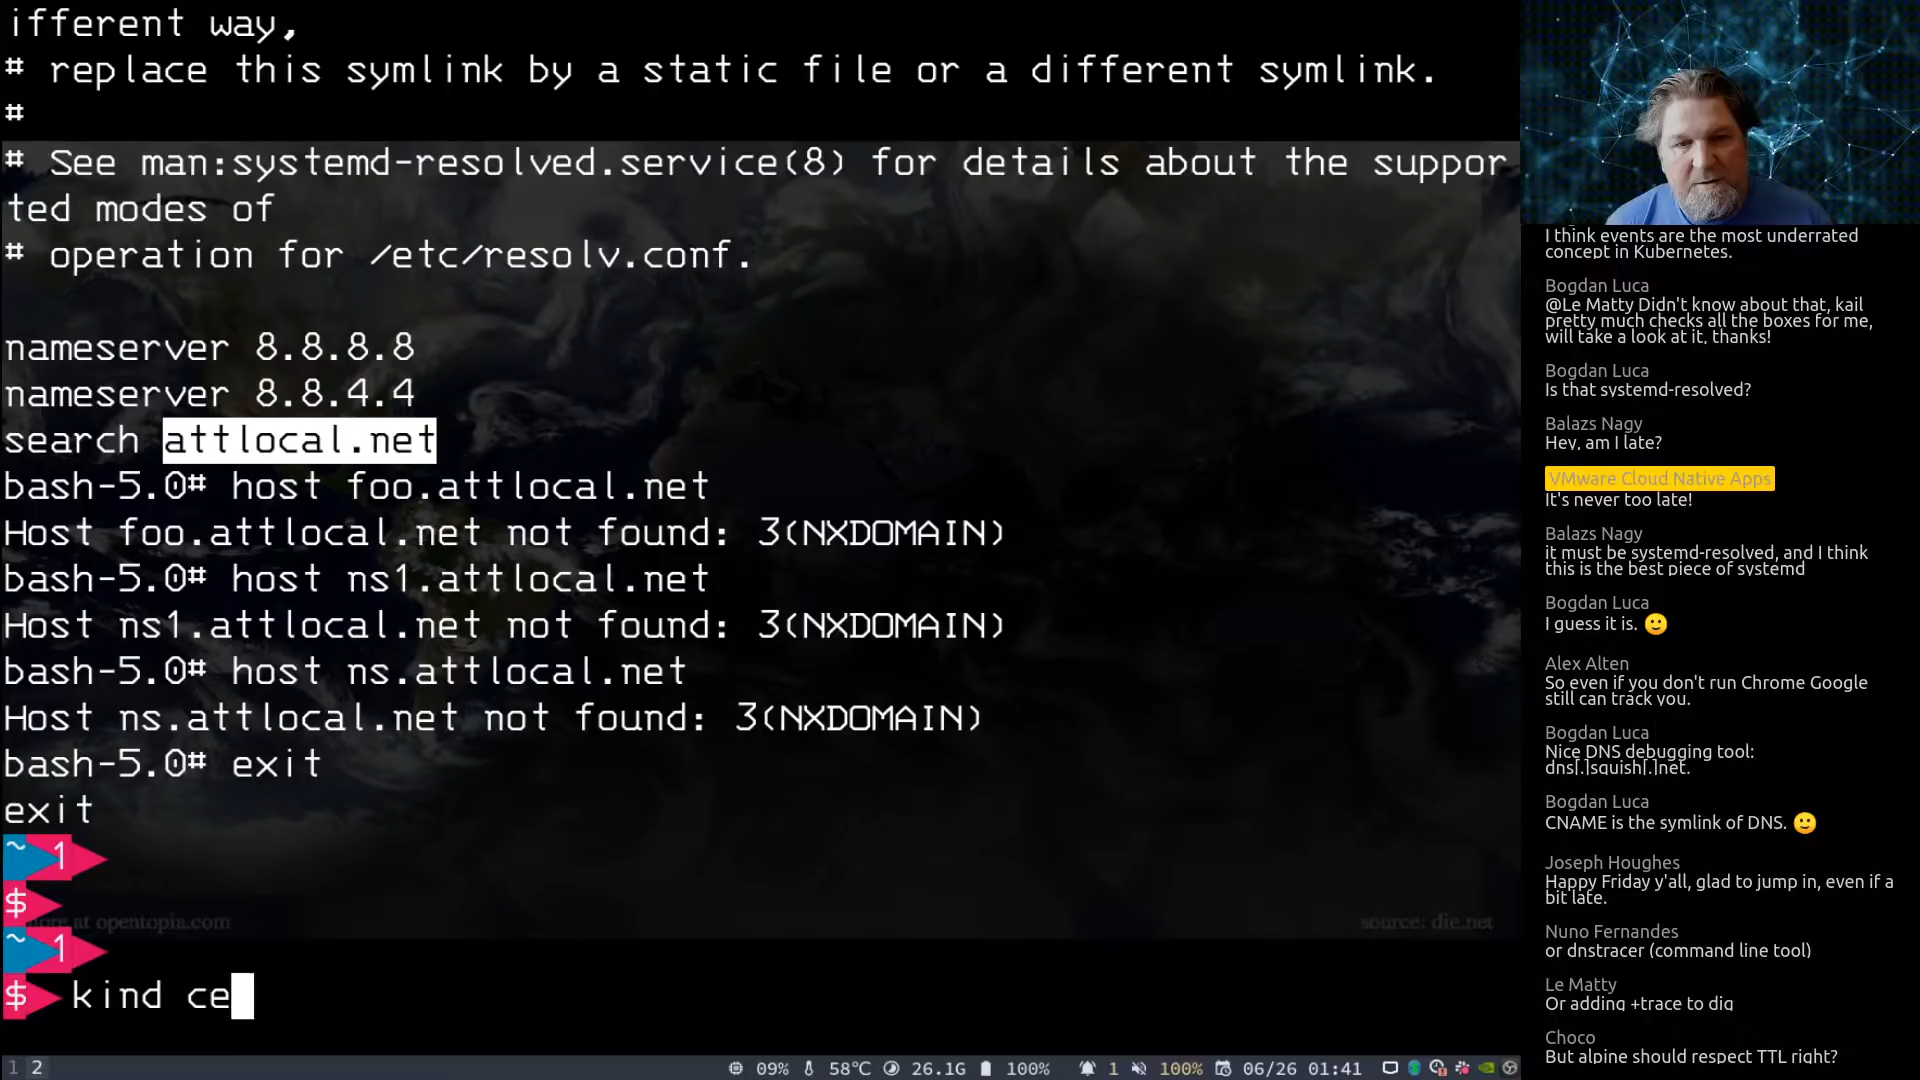 ifferent way,
# replace this symlink by a static file or a different symlink.
#
# See man:systemd-resolved.service(8) for details about the suppor
ted modes of
# operation for /etc/resolv.conf.
nameserver 8.8.8.8
nameserver 8.8.4.4
search attlocal.net
bash-5.0# host foo.attlocal.net
Host foo.attlocal.net not found: 3(NXDOMAIN)
bash-5.0# host ns1.attlocal.net
Host ns1.attlocal.net not found: 3(NXDOMAIN)
bash-5.0# host ns.attlocal.net
Host ns.attlocal.net not found: 3(NXDOMAIN)
bash-5.0# exit
exit
~ 1
$
at opentopia.com
source: die.net
~ 1
$ kind ce
1 2
09% 58℃ 26.1G 100% 1 100% 06/26 01:41
I think events are the most underrated
concept in Kubernetes.
Bogdan Luca
@Le Matty Didn't know about that, kail
pretty much checks all the boxes for me,
will take a look at it, thanks!
Bogdan Luca
Is that systemd-resolved?
Balazs Nagy
Hey, am I late?
VMware Cloud Native Apps
It's never too late!
Balazs Nagy
it must be systemd-resolved, and I think
this is the best piece of systemd
Bogdan Luca
I guess it is. 🙂
Alex Alten
So even if you don't run Chrome Google
still can track you.
Bogdan Luca
Nice DNS debugging tool:
dns[.]squish[.]net.
Bogdan Luca
CNAME is the symlink of DNS. 🙂
Joseph Houghes
Happy Friday y'all, glad to jump in, even if a
bit late.
Nuno Fernandes
or dnstracer (command line tool)
Le Matty
Or adding +trace to dig
Choco
But alpine should respect TTL right?